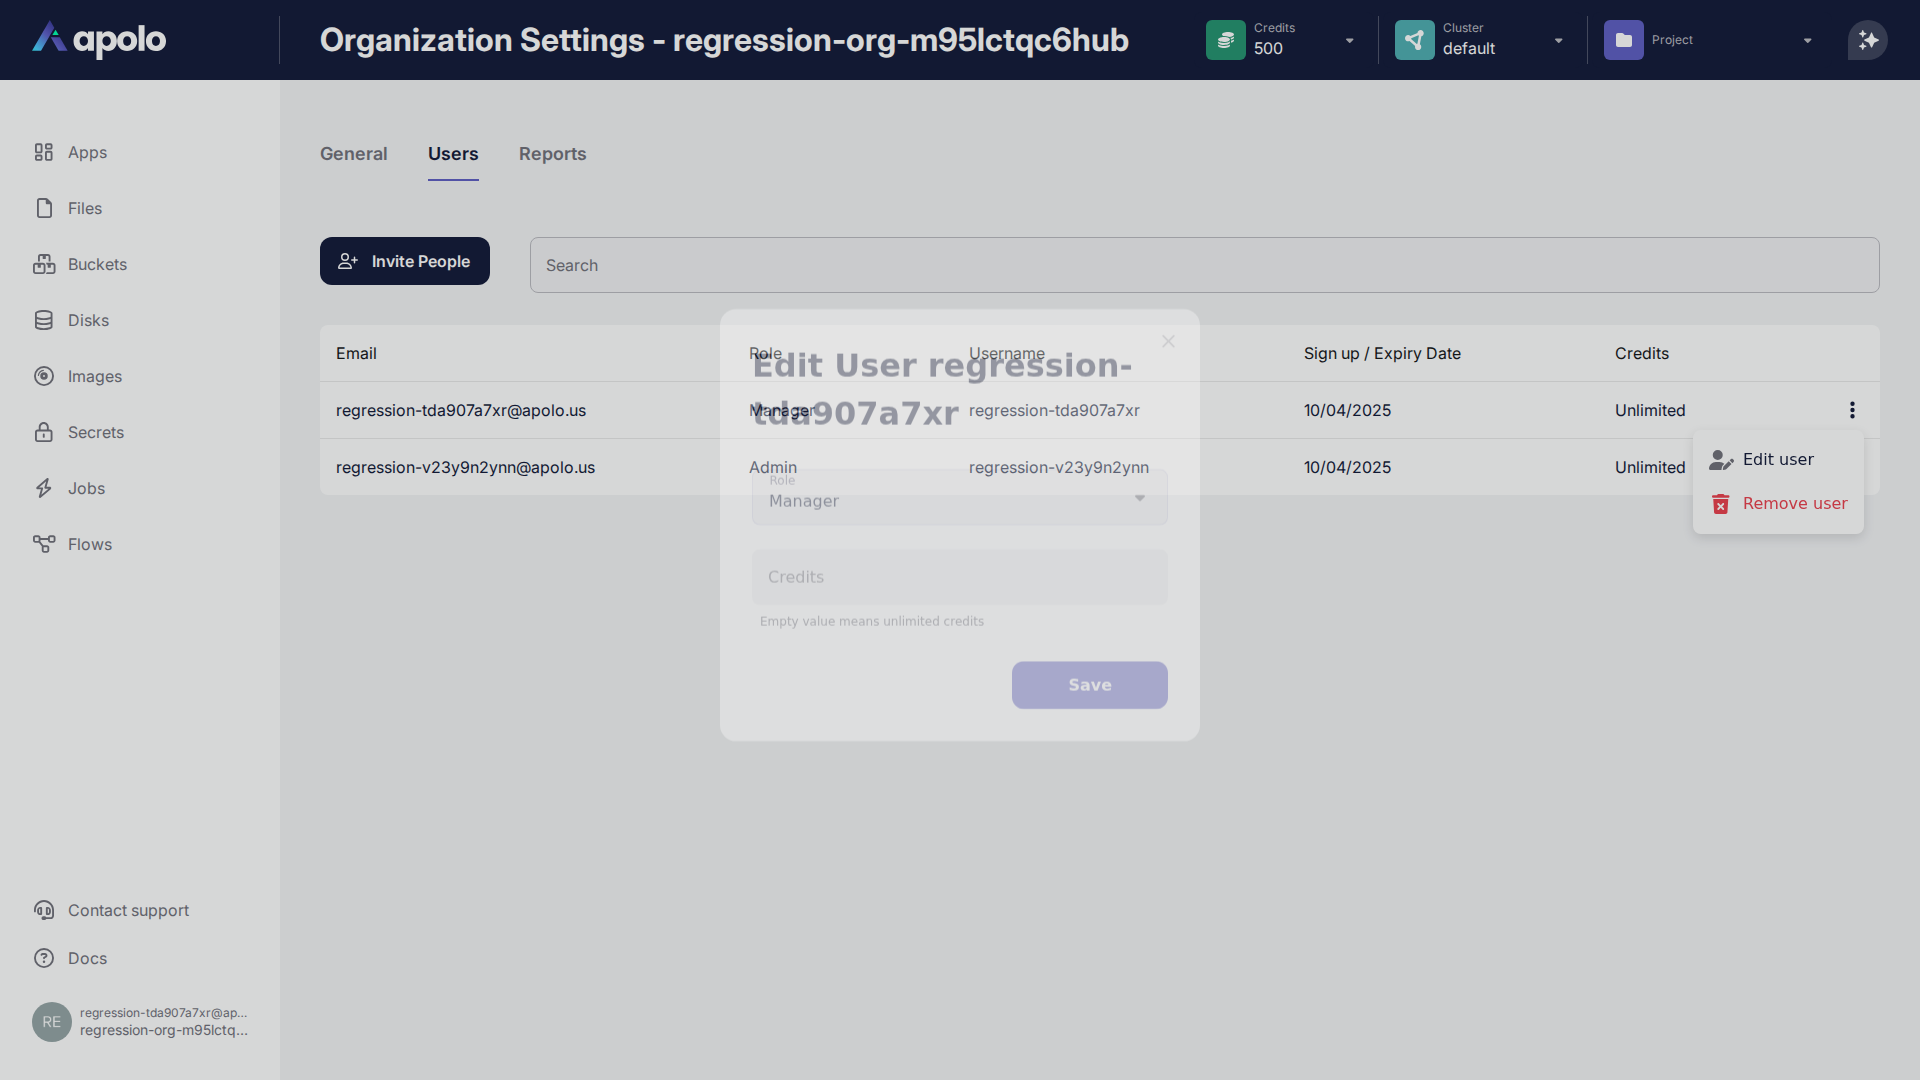 apolo
Organization Settings - regression-org-m95lctqc6hub
Credits
500
Cluster
default
Project
Apps
Files
Buckets
Disks
Images
Secrets
Jobs
Flows
Contact support
Docs
RE
regression-tda907a7xr@ap...
regression-org-m95lctq...
General
Users
Reports
Invite People
Search
Email
Role
Username
Sign up / Expiry Date
Credits
regression-tda907a7xr@apolo.us
Manager
regression-tda907a7xr
10/04/2025
Unlimited
regression-v23y9n2ynn@apolo.us
Admin
regression-v23y9n2ynn
10/04/2025
Unlimited
Edit user
Remove user
Edit User regression-
tda907a7xr
Role
Manager
Credits
Empty value means unlimited credits
Save